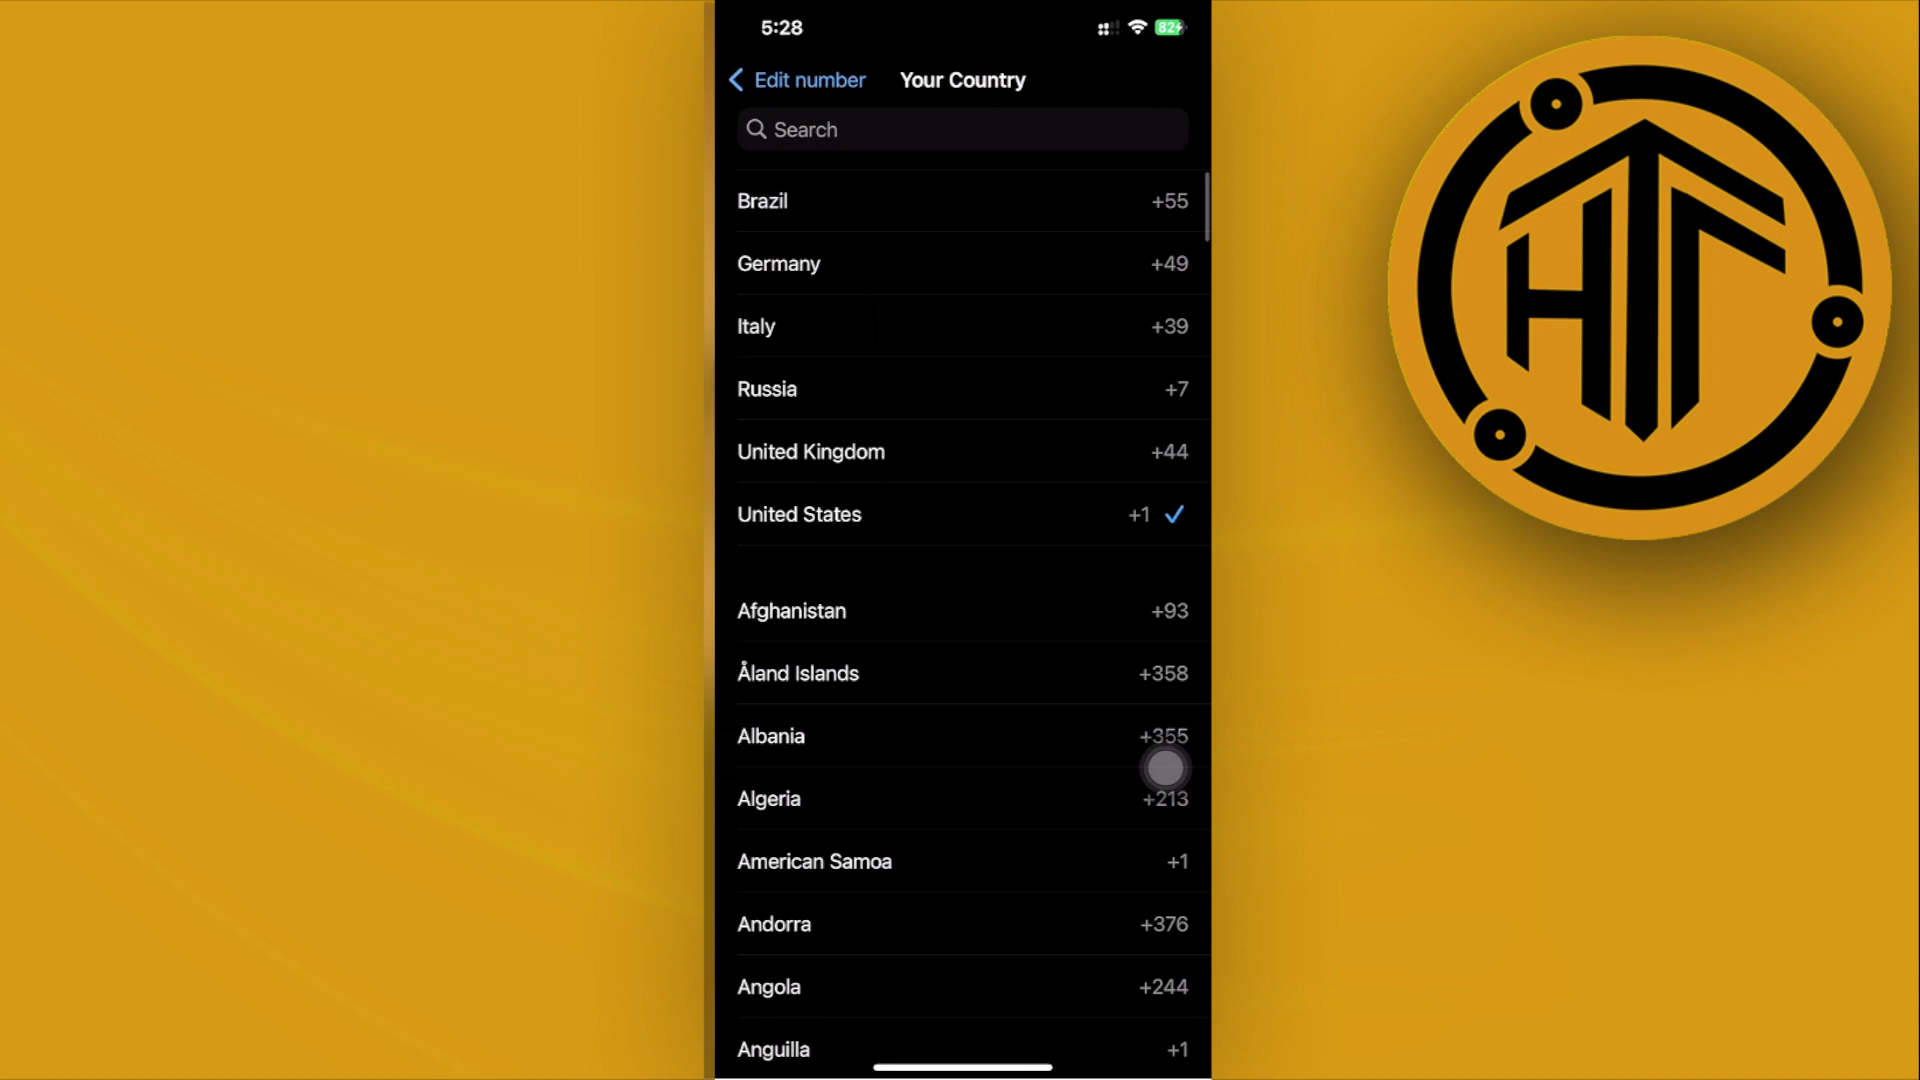 5:28
82
Edit number
Your Country
Search
Brazil +55
Germany +49
Italy +39
Russia +7
United Kingdom +44
United States +1
Afghanistan +93
Åland Islands +358
Albania +355
Algeria +213
American Samoa +1
Andorra +376
Angola +244
Anguilla +1
HTF